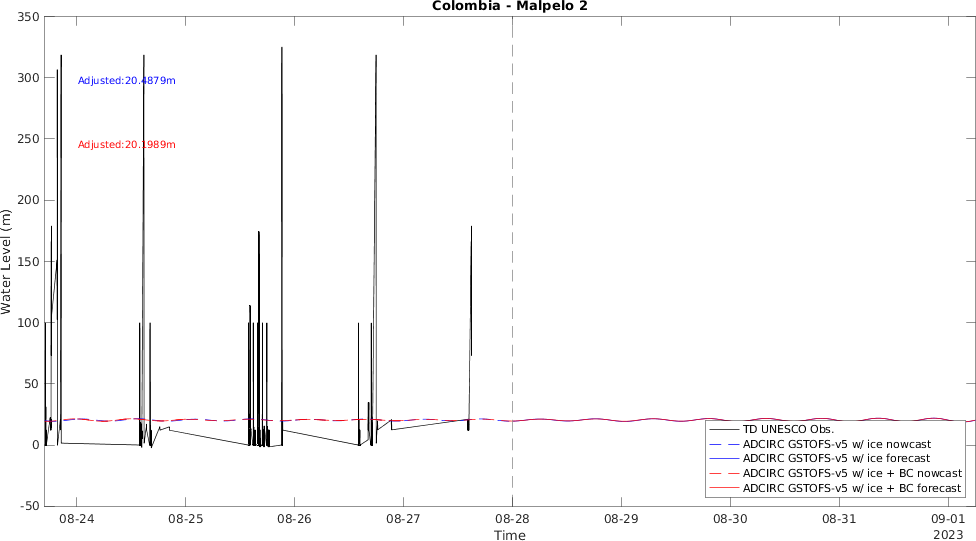 Colombia - Malpelo 2
350
300
250
200
150
100
50
0
-50
Water Level (m)
Adjusted:20.4879m
Adjusted:20.1989m
TD UNESCO Obs.
ADCIRC GSTOFS-v5 w/ ice nowcast
ADCIRC GSTOFS-v5 w/ ice forecast
ADCIRC GSTOFS-v5 w/ ice + BC nowcast
ADCIRC GSTOFS-v5 w/ ice + BC forecast
08-24 08-25 08-26 08-27 08-28 08-29 08-30 08-31 09-01
Time
2023